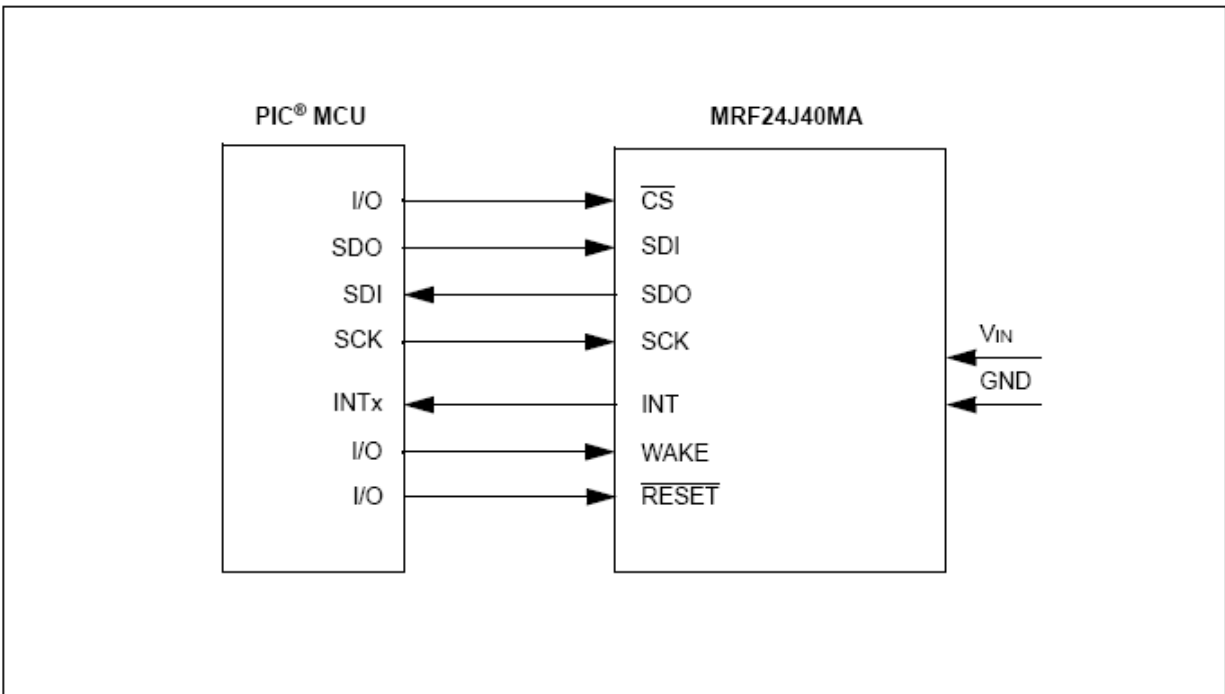 PIC® MCU
MRF24J40MA
I/O
CS
SDO
SDI
SDI
SDO
SCK
SCK
VIN
GND
INTx
INT
I/O
WAKE
I/O
RESET